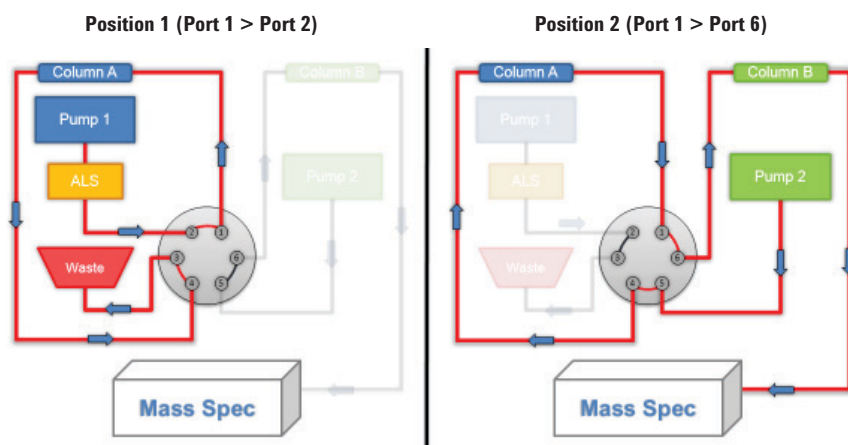 Position 1 (Port 1 > Port 2)
Column A
Column B
Pump 1
ALS
Pump 2
Waste
2
1
3
6
4
5
Mass Spec
Position 2 (Port 1 > Port 6)
Column A
Column B
Pump 1
ALS
Pump 2
Waste
2
1
3
6
4
5
Mass Spec